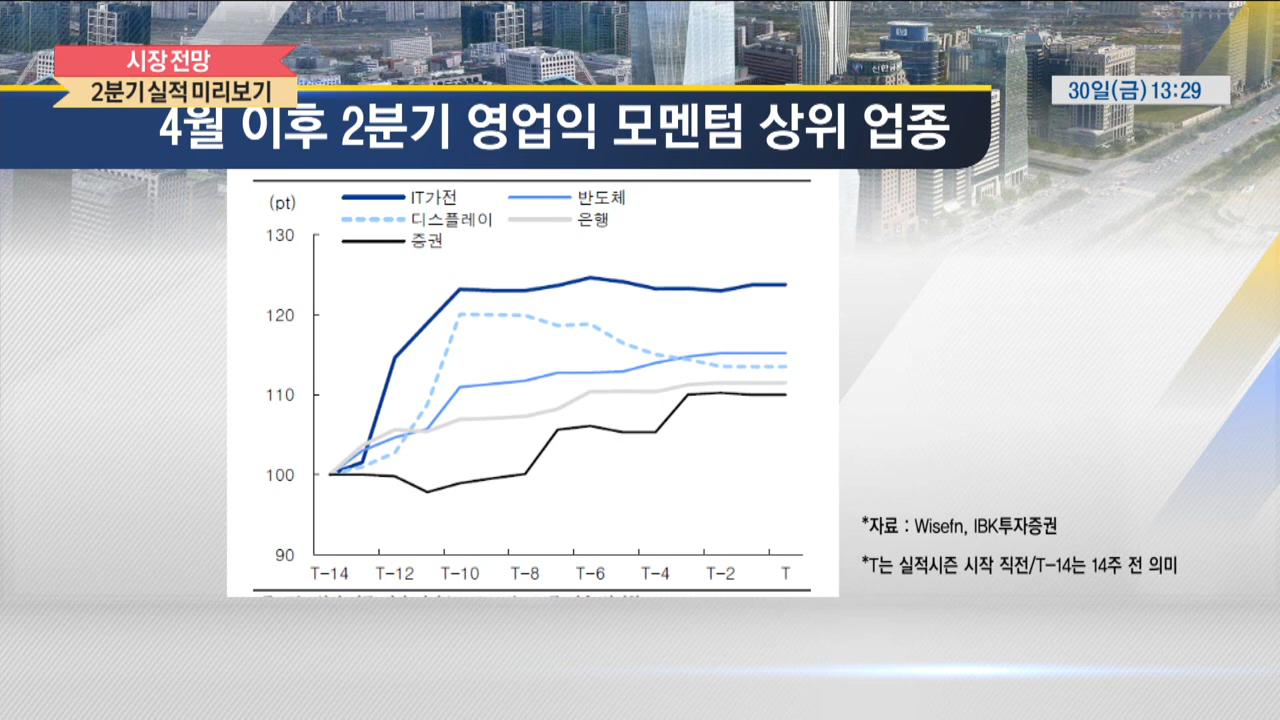 시장 전망
2분기 실적 미리보기
30일(금) 13:29
4월 이후 2분기 영업익 모멘텀 상위 업종
(pt)
IT가전
반도체
디스플레이
은행
증권
130
120
110
100
90
T-14 T-12 T-10 T-8 T-6 T-4 T-2 T
*자료 : Wisefn, IBK투자증권
*T는 실적시즌 시작 직전/T-14는 14주 전 의미